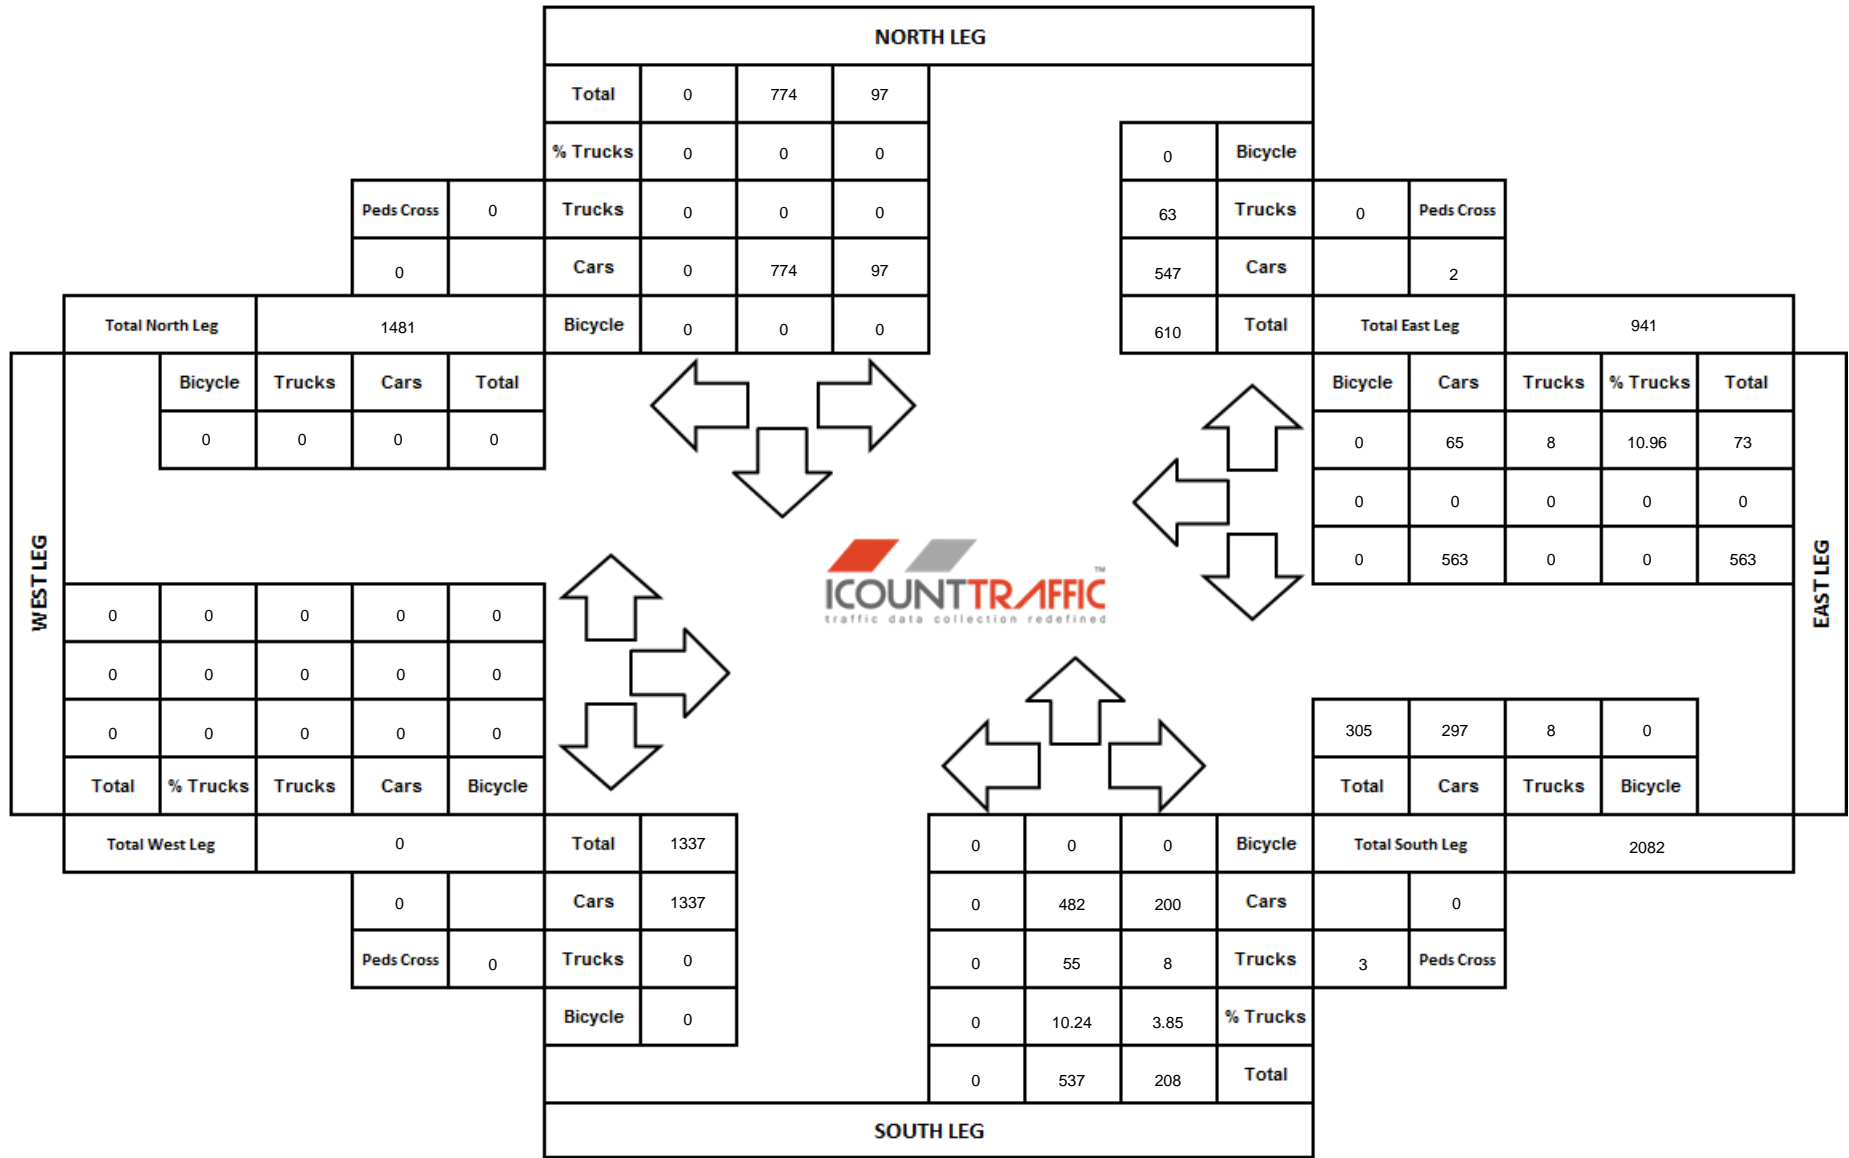 NORTH LEG
Total 0 774 97
% Trucks 0 0 0 0 Bicycle
Peds Cross 0 Trucks 0 0 0 63 Trucks 0 Peds Cross
0 Cars 0 774 97 547 Cars 2
Total North Leg 1481 Bicycle 0 0 0 610 Total Total East Leg 941
Bicycle Trucks Cars Total Bicycle Cars Trucks % Trucks Total
0 0 0 0 0 65 8 10.96 73
0 0 0 0 0
0 563 0 0 563
WEST LEG
ICOUNTTRAFFIC™
traffic data collection redefined
EAST LEG
0 0 0 0 0
0 0 0 0 0
0 0 0 0 0 305 297 8 0
Total % Trucks Trucks Cars Bicycle Total Cars Trucks Bicycle
Total West Leg 0 Total 1337 0 0 0 Bicycle Total South Leg 2082
0 Cars 1337 0 482 200 Cars 0
Peds Cross 0 Trucks 0 0 55 8 Trucks 3 Peds Cross
Bicycle 0 0 10.24 3.85 % Trucks
0 537 208 Total
SOUTH LEG